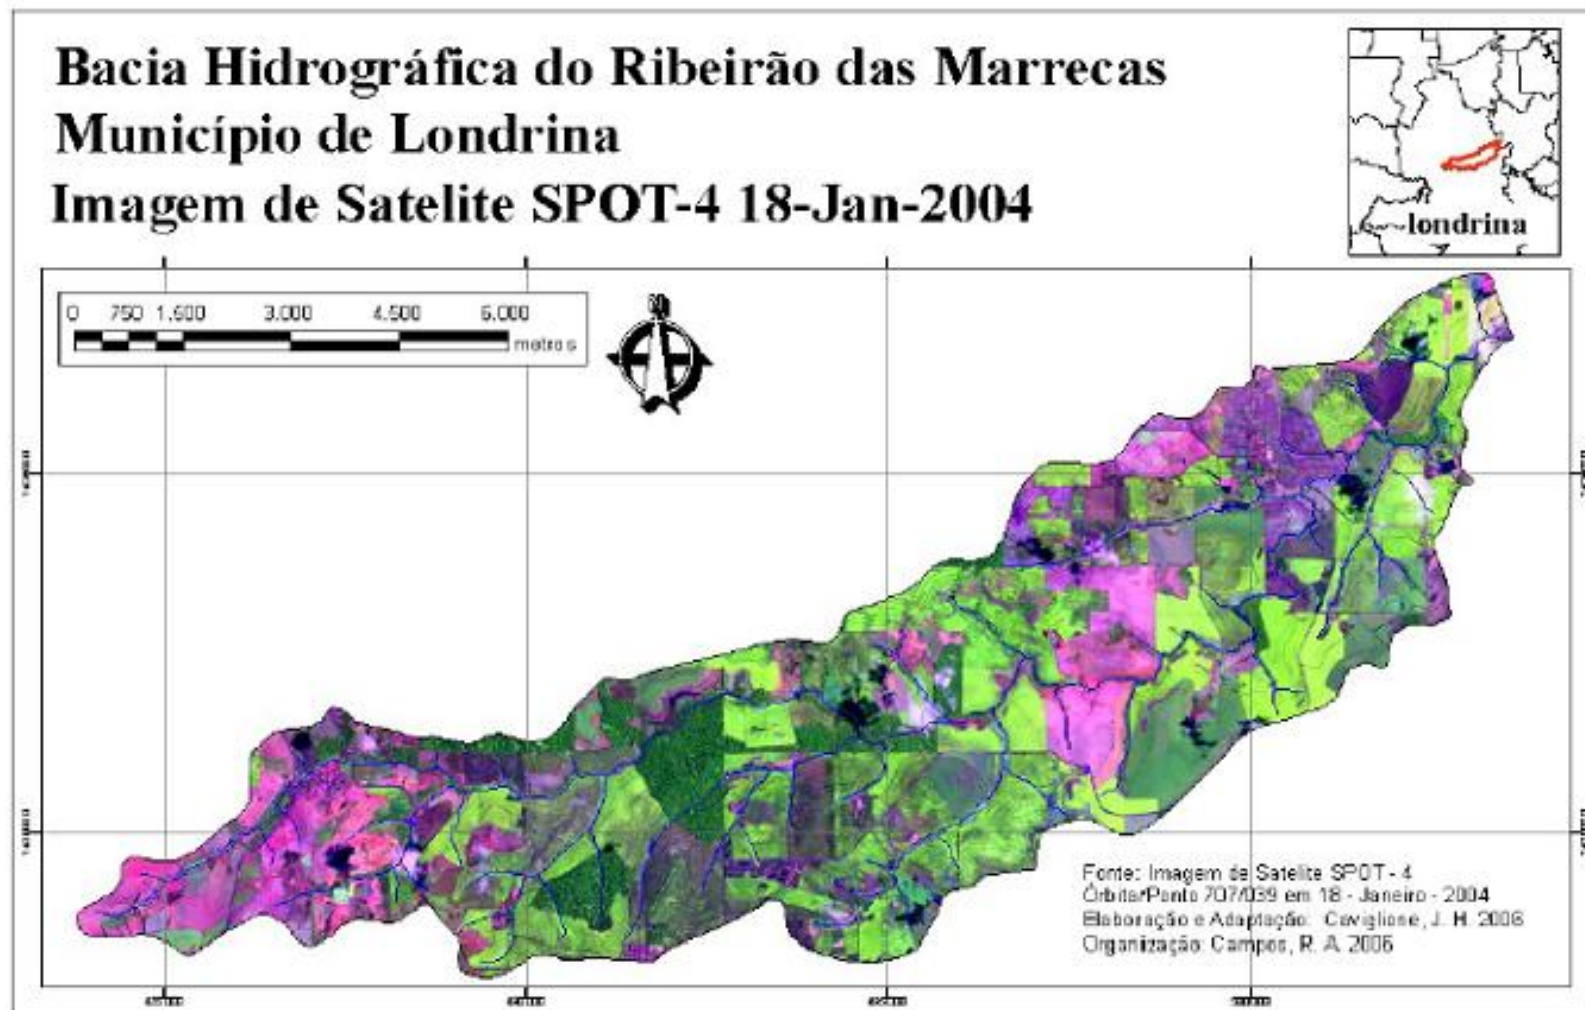 Bacia Hidrográfica do Ribeirão das Marrecas
Município de Londrina
Imagem de Satelite SPOT-4 18-Jan-2004
londrina
0 750 1.500 3.000 4.500 6.000
metros
N
Fonte: Imagem de Satelite SPOT - 4
Órbita/Ponto 707/039 em 18 - Janeiro - 2004
Elaboração e Adaptação: Caviglione, J. H. 2006
Organização: Campos, R. A. 2006